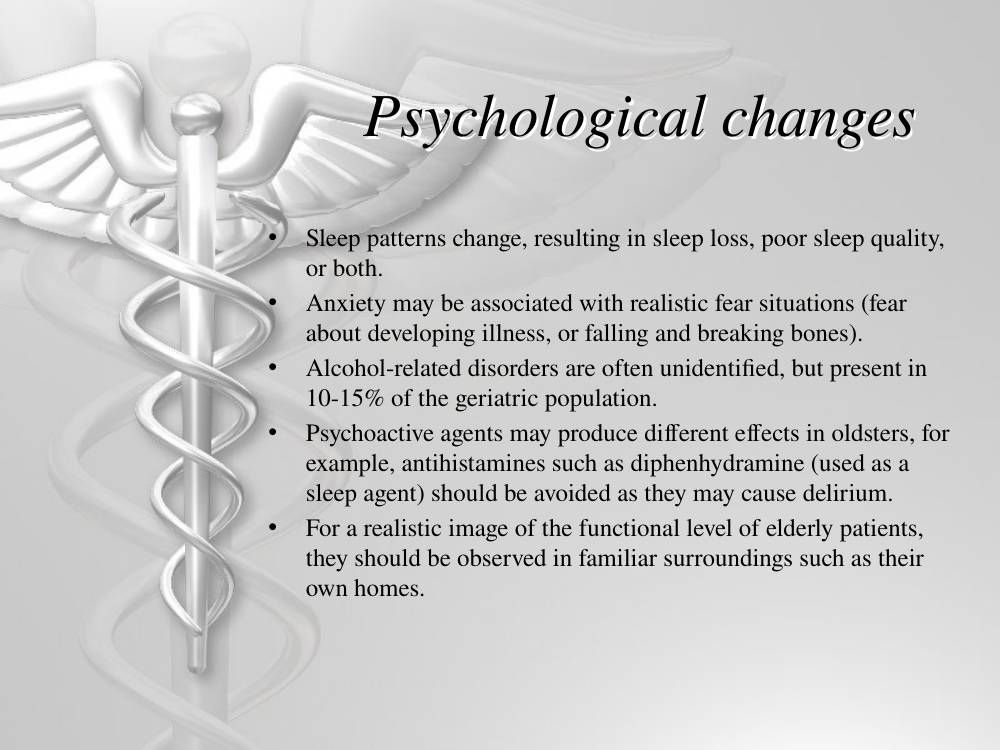 Psychological changes
• Sleep patterns change, resulting in sleep loss, poor sleep quality,
or both.
• Anxiety may be associated with realistic fear situations (fear
about developing illness, or falling and breaking bones).
• Alcohol-related disorders are often unidentified, but present in
10-15% of the geriatric population.
• Psychoactive agents may produce different effects in oldsters, for
example, antihistamines such as diphenhydramine (used as a
sleep agent) should be avoided as they may cause delirium.
• For a realistic image of the functional level of elderly patients,
they should be observed in familiar surroundings such as their
own homes.